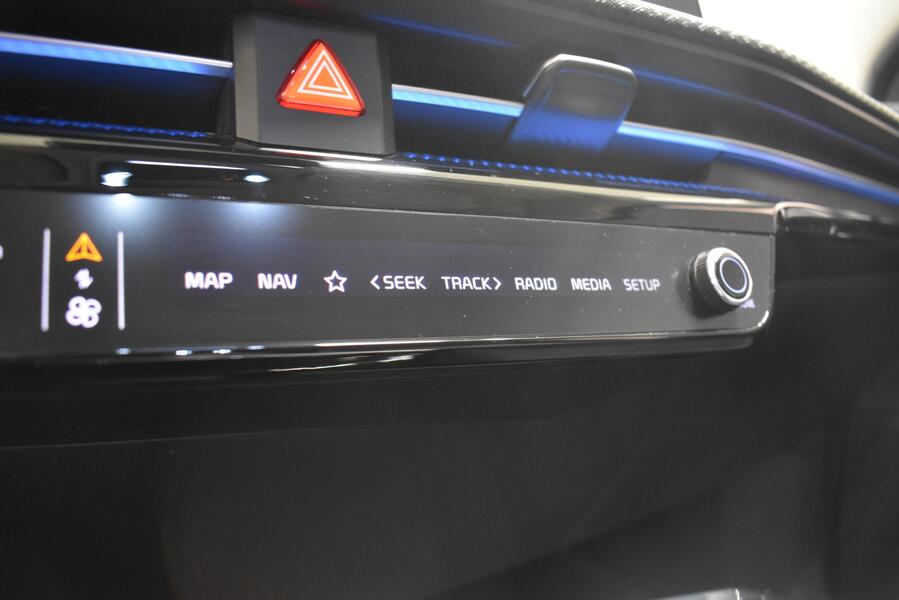 MAP NAV ☆ <SEEK TRACK> RADIO MEDIA SETUP